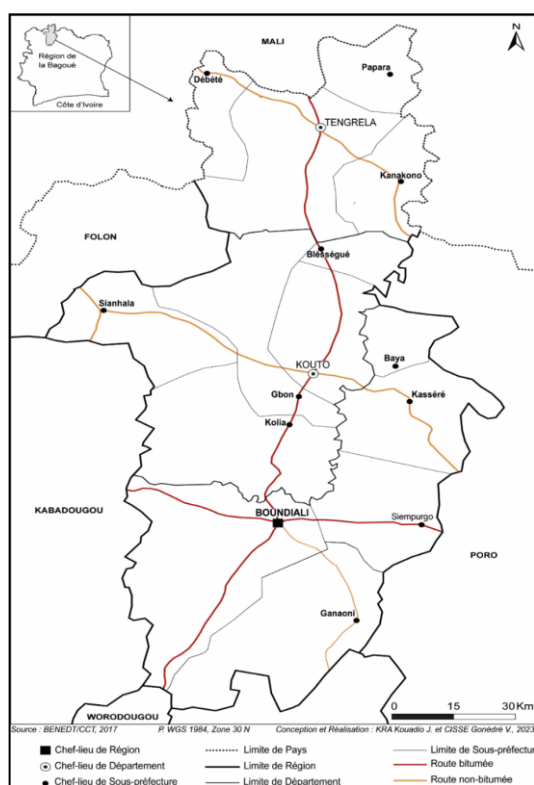 MALI
N
Région de
la Bagoué
Côte d'Ivoire
Papara
Débété
TENGRELA
Kanakono
FOLON
Blességué
Sianhala
KOUTO
Baya
Gbon
Kasséré
Kolia
KABADOUGOU
BOUNDIALI
Siempurgo
PORO
Ganaoni
WORODOUGOU
0 15 30 Km
Source : BENEDT/CCT, 2017 P. WGS 1984, Zone 30 N Conception et Réalisation : KRA Kouadio J. et CISSE Gonédrè V., 2023
Chef-lieu de Région Limite de Pays Limite de Sous-préfecture
Chef-lieu de Département Limite de Région Route bitumée
Chef-lieu de Sous-préfecture Limite de Département Route non-bitumée